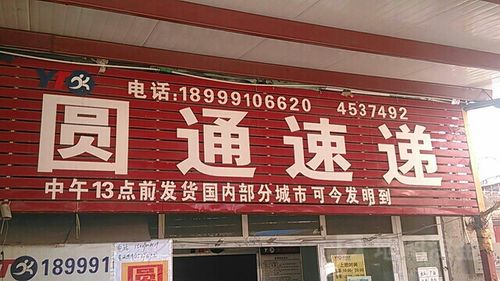 YTO
电话:18999106620 4537492
圆通速递
中午13点前发货国内部分城市可今发明到
TO 189991
圆